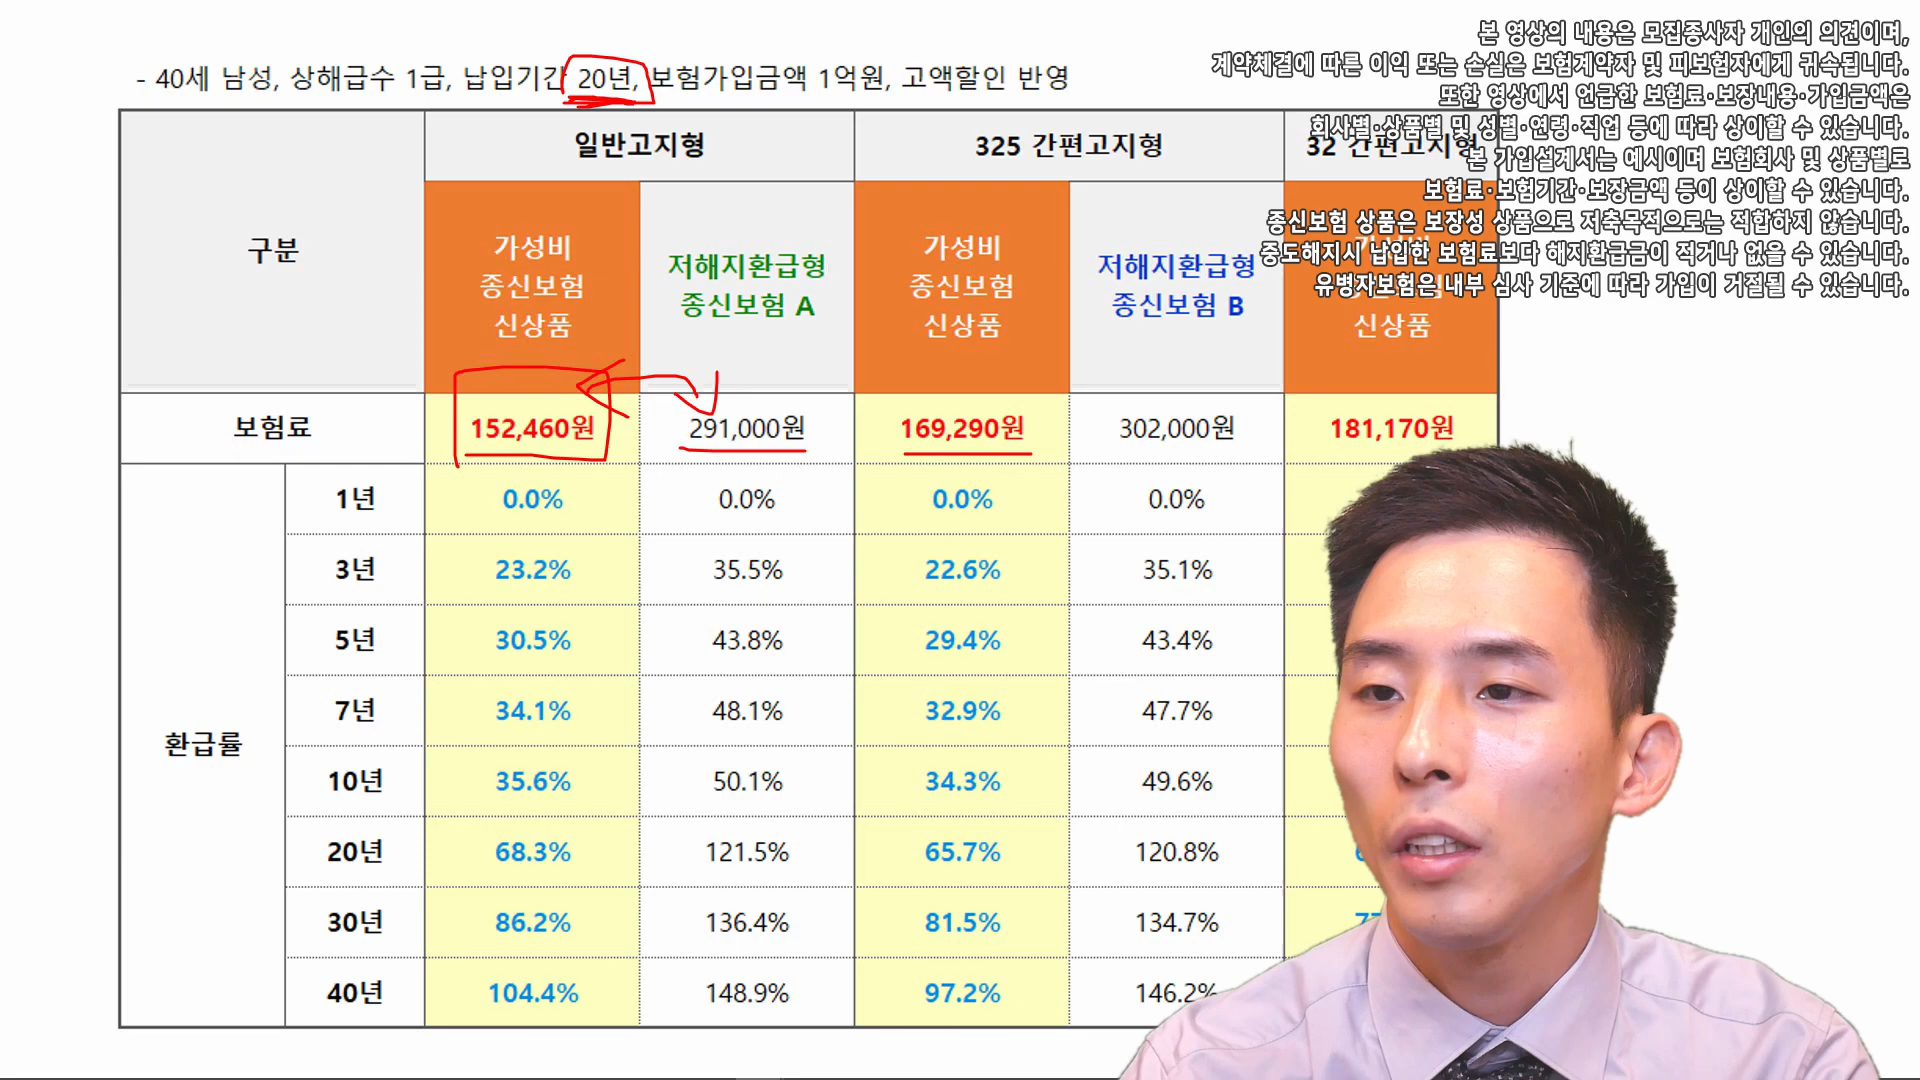 - 40세 남성, 상해급수 1급, 납입기간 20년, 보험가입금액 1억원, 고액할인 반영
본 영상의 내용은 모집종사자 개인의 의견이며,
계약체결에 따른 이익 또는 손실은 보험계약자 및 피보험자에게 귀속됩니다.
또한 영상에서 언급한 보험료·보장내용·가입금액은
회사별·상품별 및 성별·연령·직업 등에 따라 상이할 수 있습니다.
본 가입설계서는 예시이며 보험회사 및 상품별로
보험료·보험기간·보장금액 등이 상이할 수 있습니다.
종신보험 상품은 보장성 상품으로 저축목적으로는 적합하지 않습니다.
중도해지시 납입한 보험료보다 해지환급금이 적거나 없을 수 있습니다.
유병자보험은 내부 심사 기준에 따라 가입이 거절될 수 있습니다.
구분 일반고지형 325 간편고지형 32 간편고지형
가성비 종신보험 신상품
저해지환급형 종신보험 A
가성비 종신보험 신상품
저해지환급형 종신보험 B
신상품
보험료 152,460원 291,000원 169,290원 302,000원 181,170원
환급률
1년 0.0% 0.0% 0.0% 0.0%
3년 23.2% 35.5% 22.6% 35.1%
5년 30.5% 43.8% 29.4% 43.4%
7년 34.1% 48.1% 32.9% 47.7%
10년 35.6% 50.1% 34.3% 49.6%
20년 68.3% 121.5% 65.7% 120.8%
30년 86.2% 136.4% 81.5% 134.7%
40년 104.4% 148.9% 97.2% 146.2%